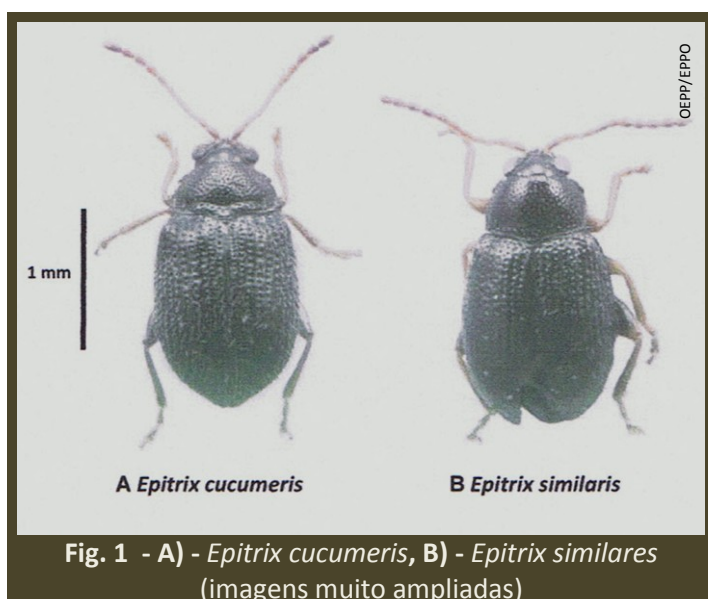 OEPP/EPPO
1 mm
A Epitrix cucumeris
B Epitrix similaris
Fig. 1 - A) - Epitrix cucumeris, B) - Epitrix similares
(imagens muito ampliadas)